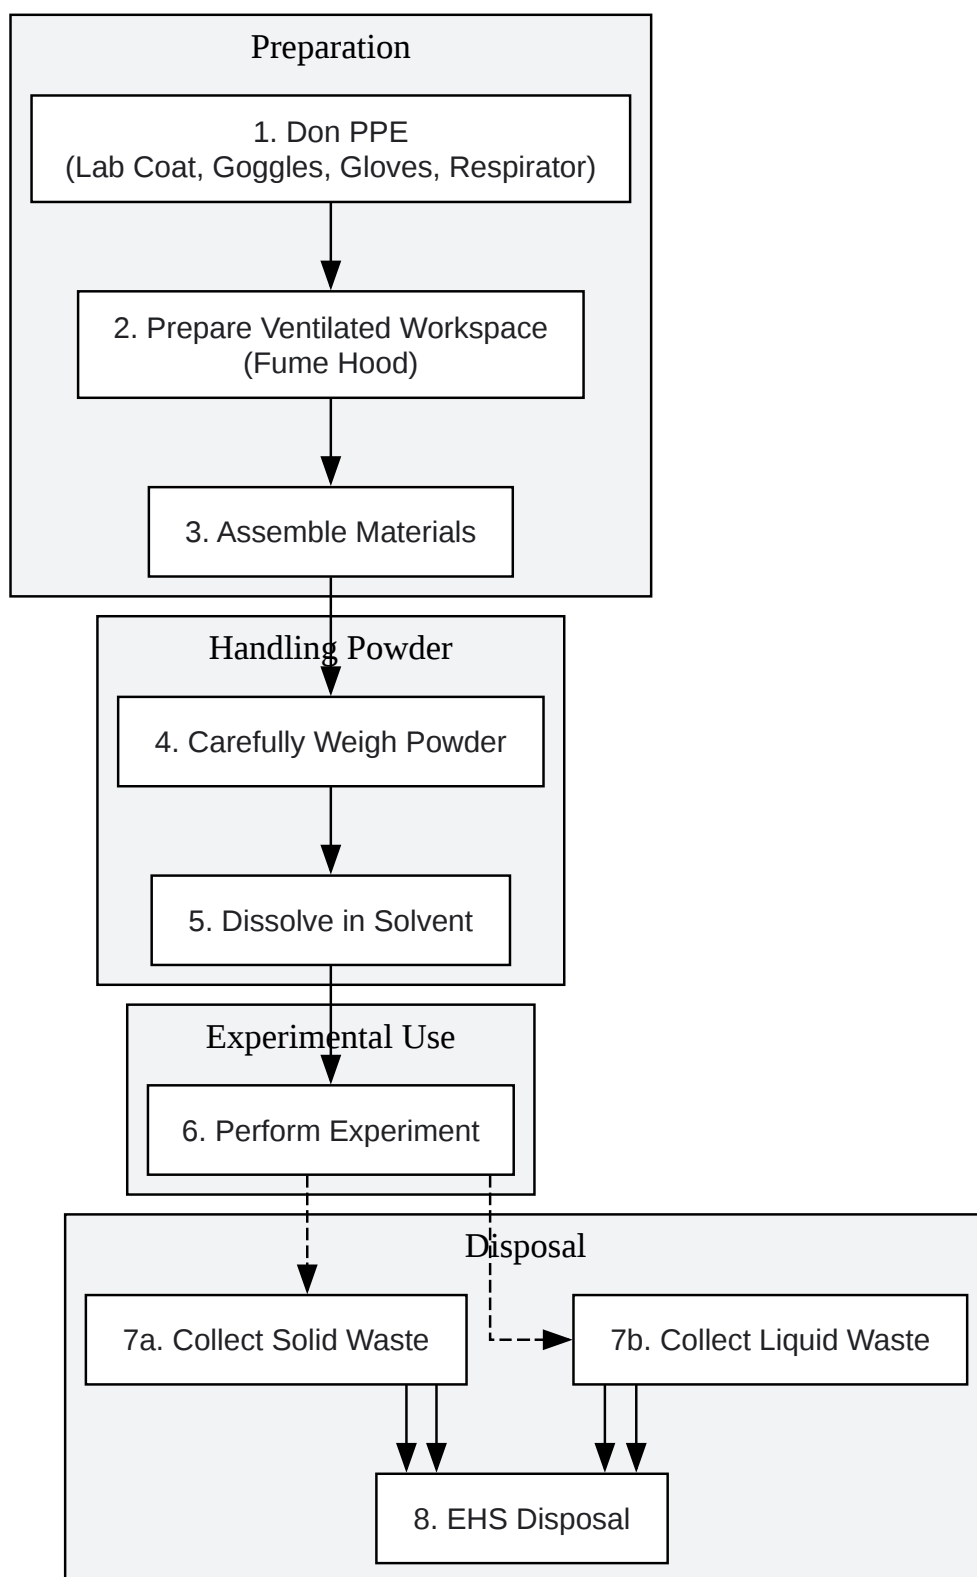 Preparation
1. Don PPE
(Lab Coat, Goggles, Gloves, Respirator)
2. Prepare Ventilated Workspace
(Fume Hood)
3. Assemble Materials
Handling Powder
4. Carefully Weigh Powder
5. Dissolve in Solvent
Experimental Use
6. Perform Experiment
Disposal
7a. Collect Solid Waste
7b. Collect Liquid Waste
8. EHS Disposal